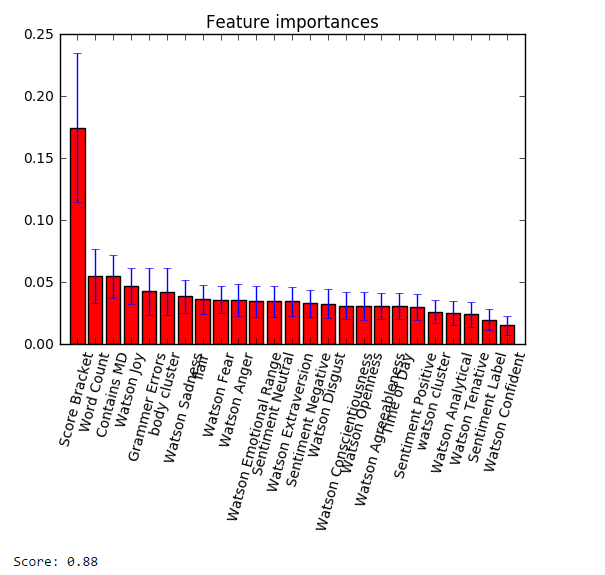 Feature importances
0.25
0.20
0.15
0.10
0.05
0.00
Score Bracket
Word Count
Contains MD
Watson Joy
Grammer Errors
body cluster
Watson Sadness
flair
Watson Fear
Watson Anger
Watson Emotional Range
Sentiment Neutral
Watson Extraversion
Sentiment Negative
Watson Disgust
Watson Conscientiousness
Watson Openness
Watson Agreeableness
Time of Day
Sentiment Positive
watson cluster
Watson Analytical
Watson Tenative
Sentiment Label
Watson Confident
Score: 0.88